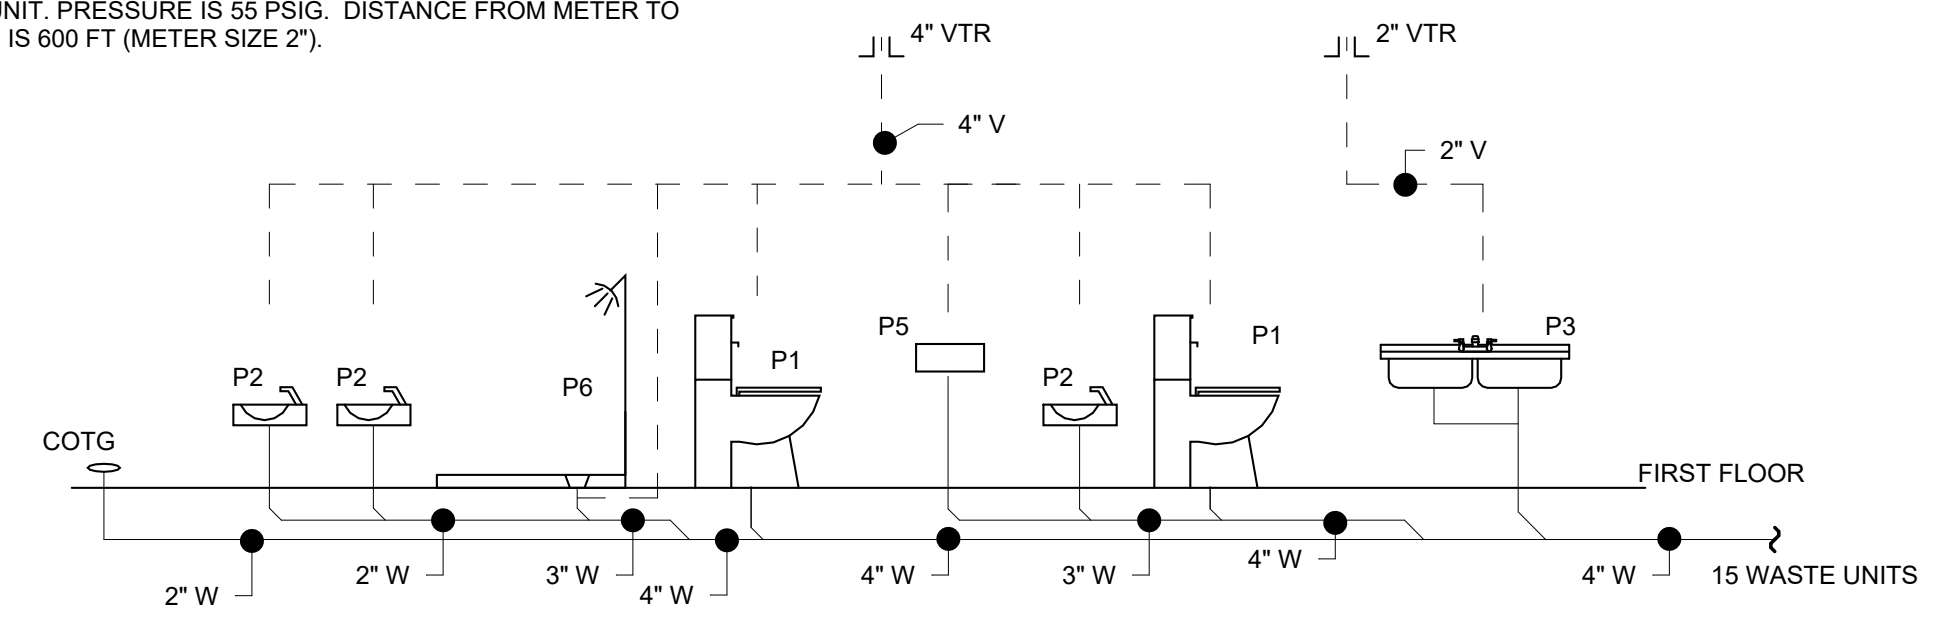 UNIT. PRESSURE IS 55 PSIG. DISTANCE FROM METER TO
IS 600 FT (METER SIZE 2").
4" VTR
2" VTR
4" V
2" V
P5
P1
P3
P1
P2
P2
P6
P2
COTG
FIRST FLOOR
4" W
2" W
3" W
4" W
3" W
4" W
15 WASTE UNITS
2" W
4" W